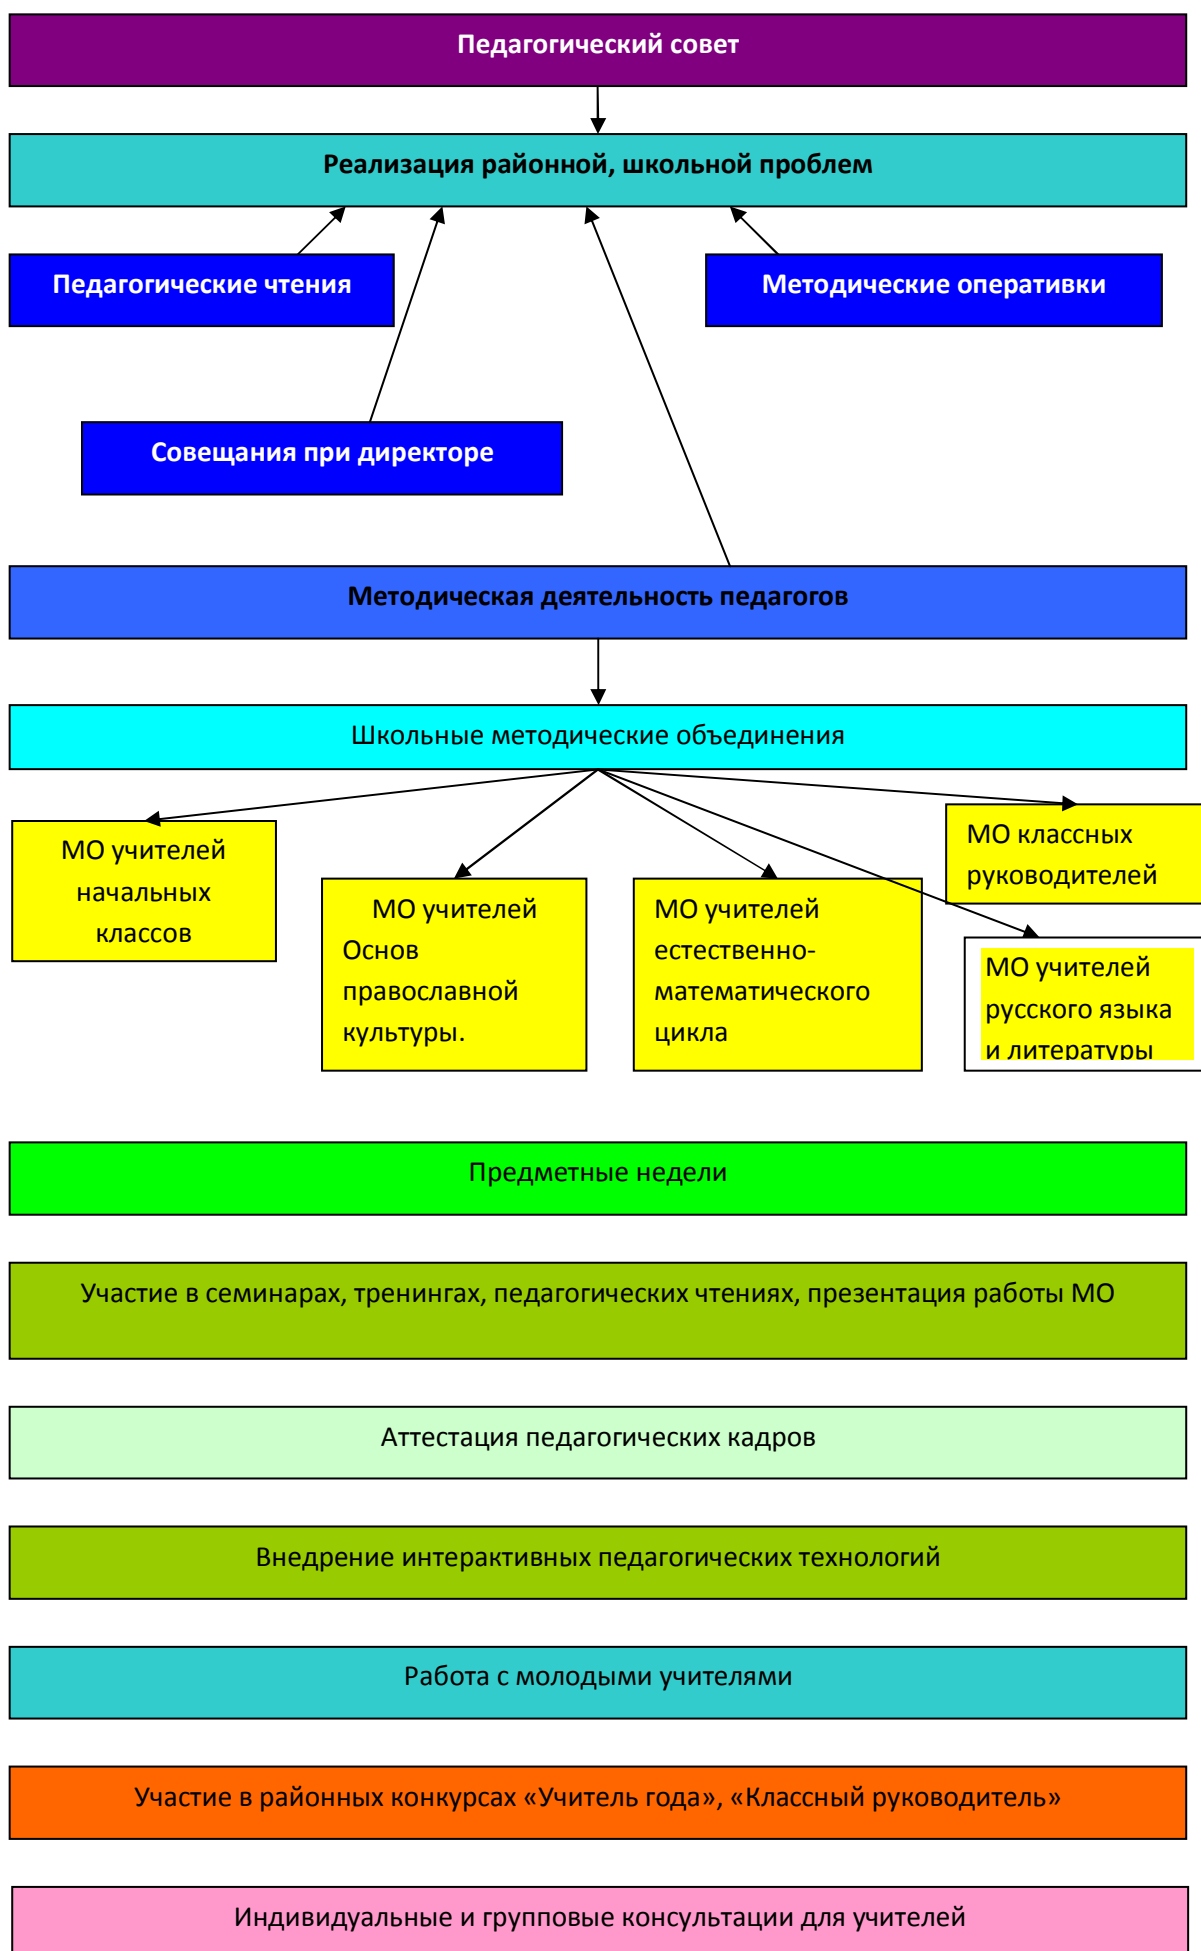 Педагогический совет
Реализация районной, школьной проблем
Педагогические чтения
Методические оперативки
Совещания при директоре
Методическая деятельность педагогов
Школьные методические объединения
МО учителей
начальных
классов
МО учителей
Основ
православной
культуры.
МО учителей
естественно-
математического
цикла
МО классных
руководителей
МО учителей
русского языка
и литературы
Предметные недели
Участие в семинарах, тренингах, педагогических чтениях, презентация работы МО
Аттестация педагогических кадров
Внедрение интерактивных педагогических технологий
Работа с молодыми учителями
Участие в районных конкурсах «Учитель года», «Классный руководитель»
Индивидуальные и групповые консультации для учителей